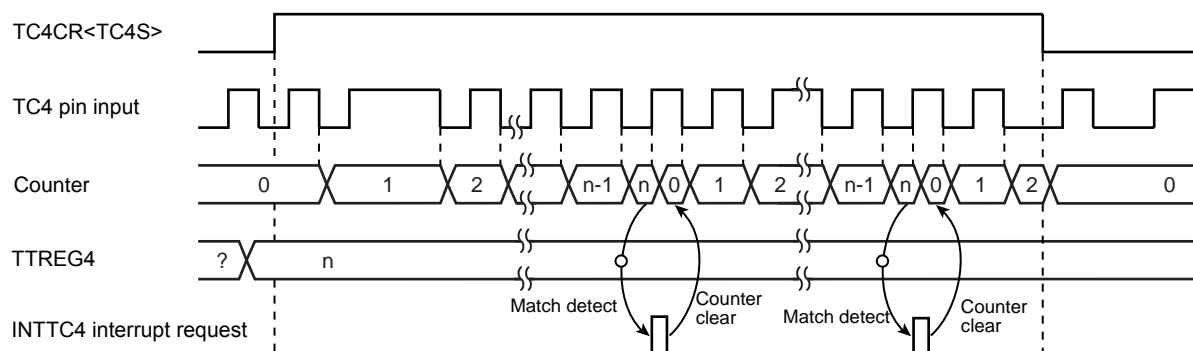 TC4CR<TC4S>
TC4 pin input
Counter 0 1 2 n-1 n 0 1 2 n-1 n 0 1 2 0
TTREG4 ? n
Match detect Counter clear Match detect Counter clear
INTTC4 interrupt request